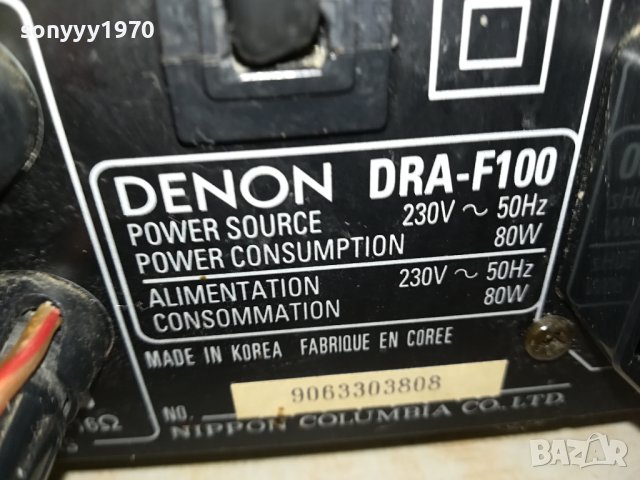 sonyyy1970
DENON DRA-F100
POWER SOURCE 230V ~ 50Hz
POWER CONSUMPTION 80W
ALIMENTATION 230V ~ 50Hz
CONSOMMATION 80W
MADE IN KOREA FABRIQUE EN COREE
NO. 9063303808
NIPPON COLUMBIA CO., LTD.
6Ω
BAZAR